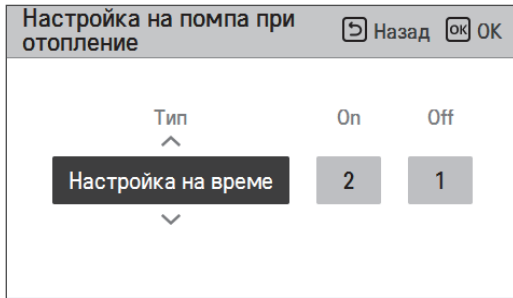 Настройка на помпа при
отопление
Назад OK OK
Тип On Off
Настройка на време 2 1